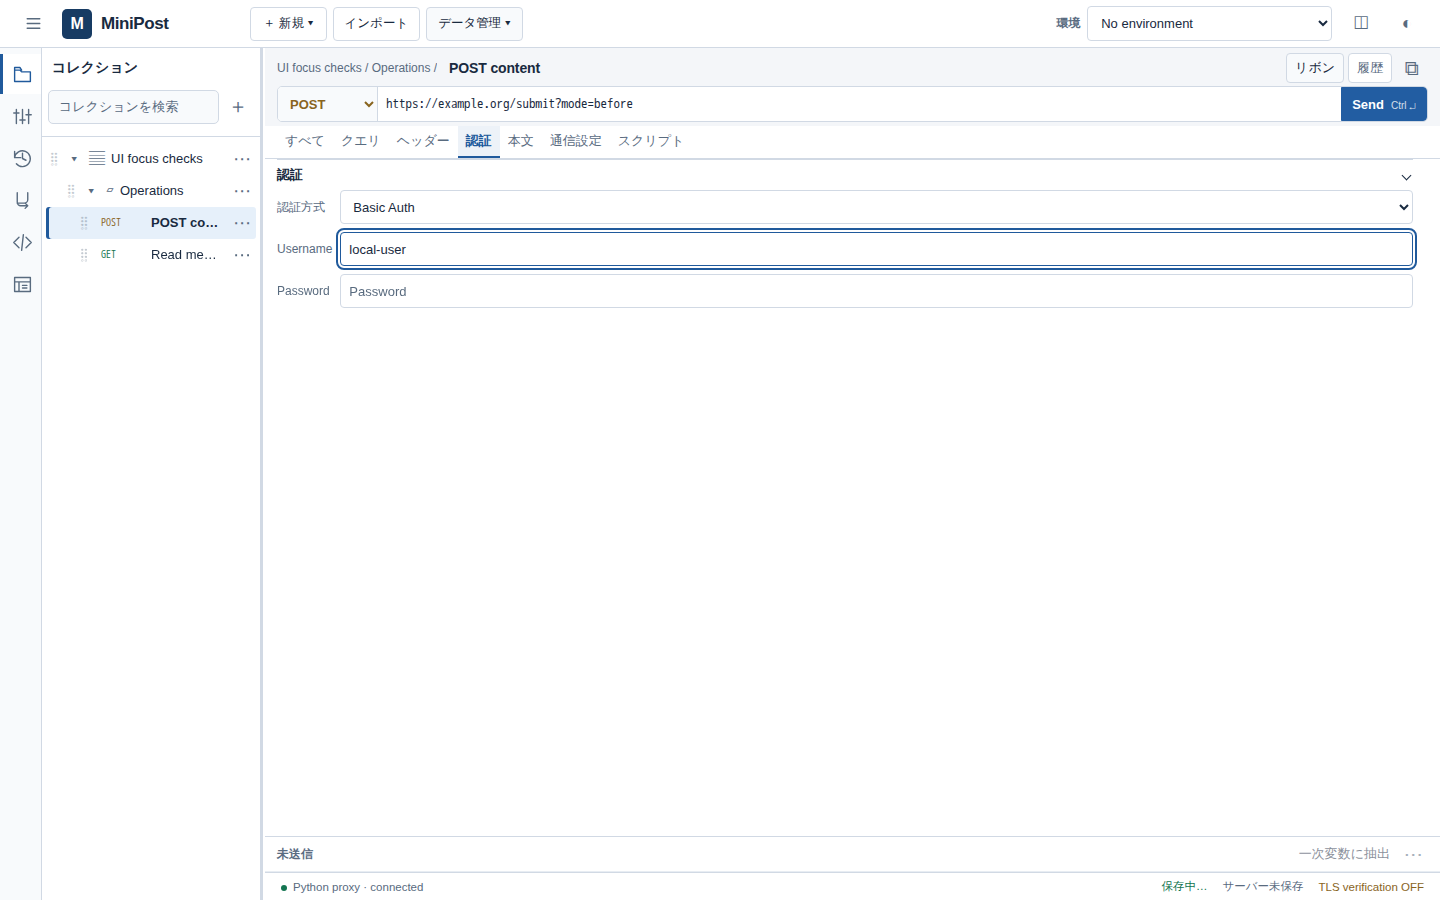 M MiniPost ＋ 新規 ▾ インポート データ管理 ▾ 環境 No environment
コレクション
コレクションを検索 +
UI focus checks ···
Operations ···
POST POST co… ···
GET Read me… ···
UI focus checks / Operations / POST content リボン 履歴
POST https://example.org/submit?mode=before Send Ctrl ⏎
すべて クエリ ヘッダー 認証 本文 通信設定 スクリプト
認証
認証方式 Basic Auth
Username local-user
Password Password
未送信 一次変数に抽出 ···
Python proxy · connected 保存中… サーバー未保存 TLS verification OFF